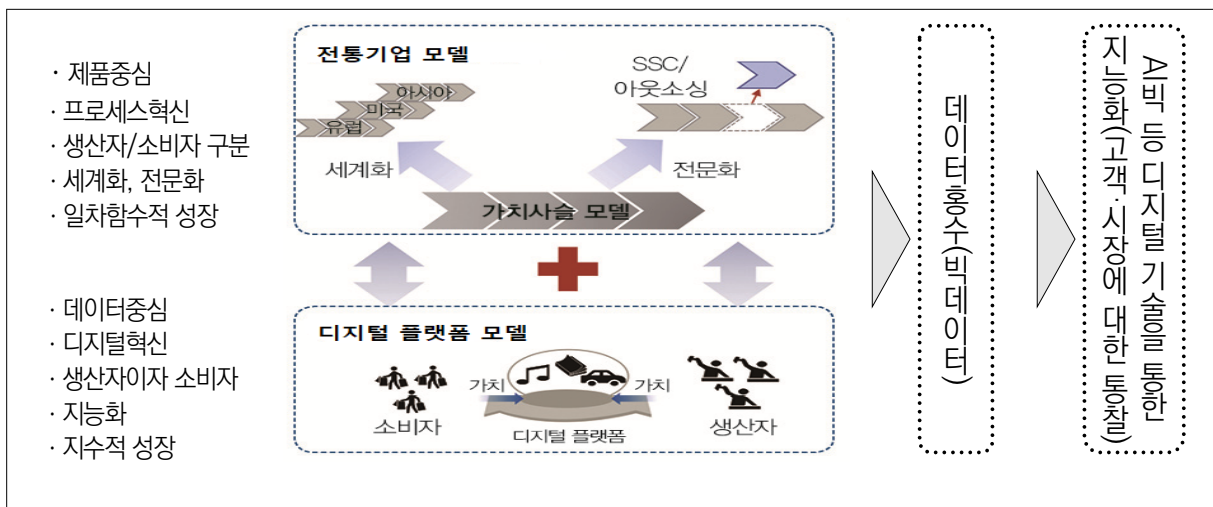 · 제품중심
· 프로세스혁신
· 생산자/소비자 구분
· 세계화, 전문화
· 일차함수적 성장
전통기업 모델
아시아
미국
유럽
SSC/
아웃소싱
세계화
전문화
가치사슬 모델
· 데이터중심
· 디지털혁신
· 생산자이자 소비자
· 지능화
· 지수적 성장
디지털 플랫폼 모델
가치
가치
소비자
디지털 플랫폼
생산자
데이터홍수(빅데이터)
AI빅 등 디지털 기술을 통한
지능화(고객·시장에 대한 통찰)